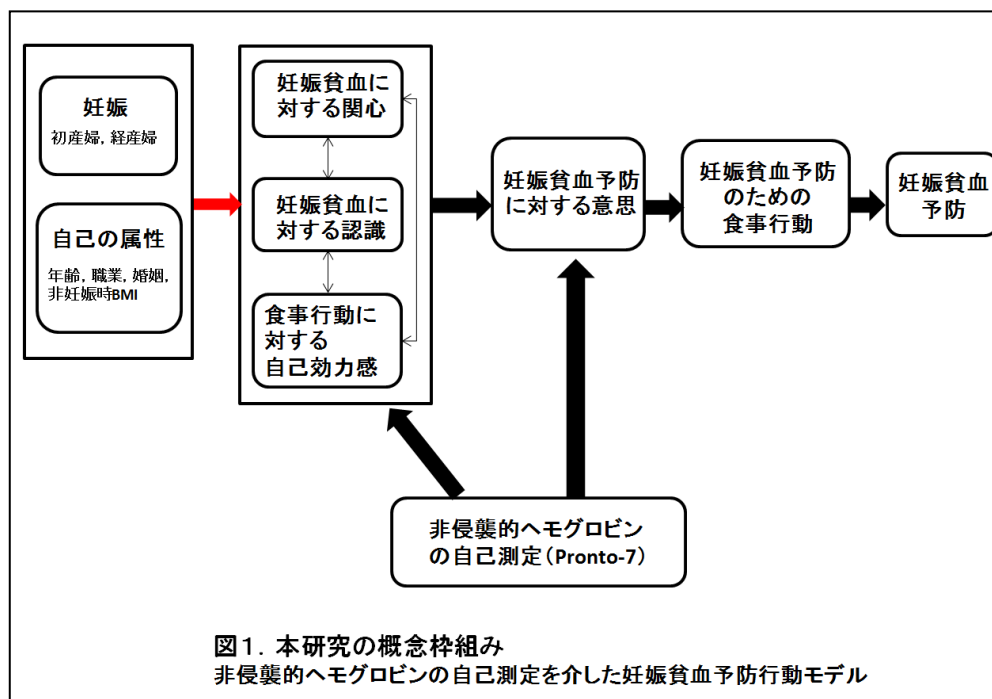 妊娠
初産婦, 経産婦
自己の属性
年齢, 職業, 婚姻,
非妊娠時BMI
妊娠貧血に
対する関心
妊娠貧血に
対する認識
食事行動に
対する
自己効力感
妊娠貧血予防
に対する意思
妊娠貧血予防
のための
食事行動
妊娠貧血
予防
非侵襲的ヘモグロビン
の自己測定(Pronto-7)
図1. 本研究の概念枠組み
非侵襲的ヘモグロビンの自己測定を介した妊娠貧血予防行動モデル